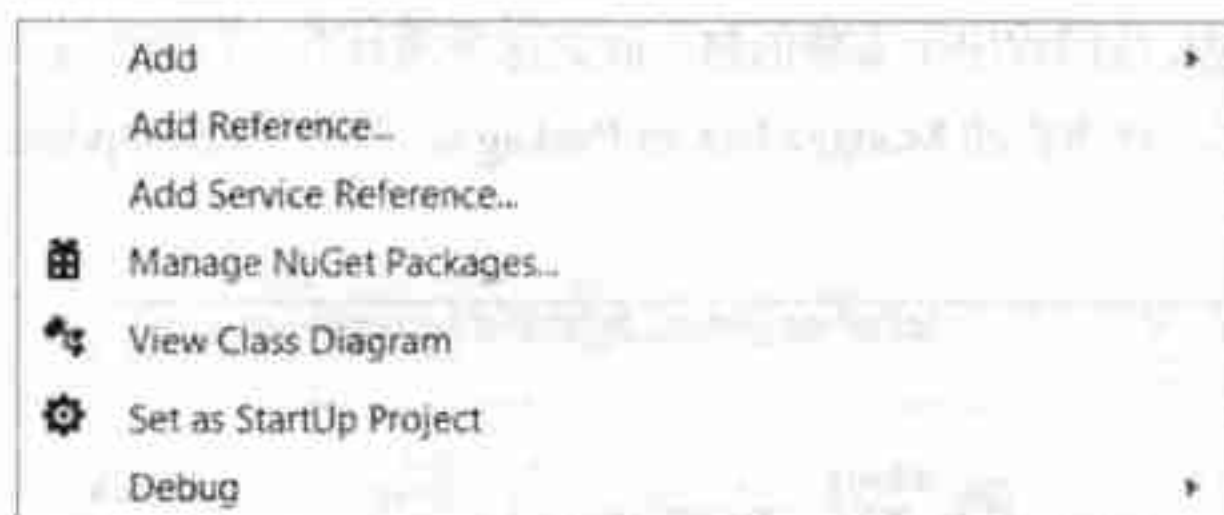 Add
Add Reference...
Add Service Reference...
Manage NuGet Packages...
View Class Diagram
Set as StartUp Project
Debug